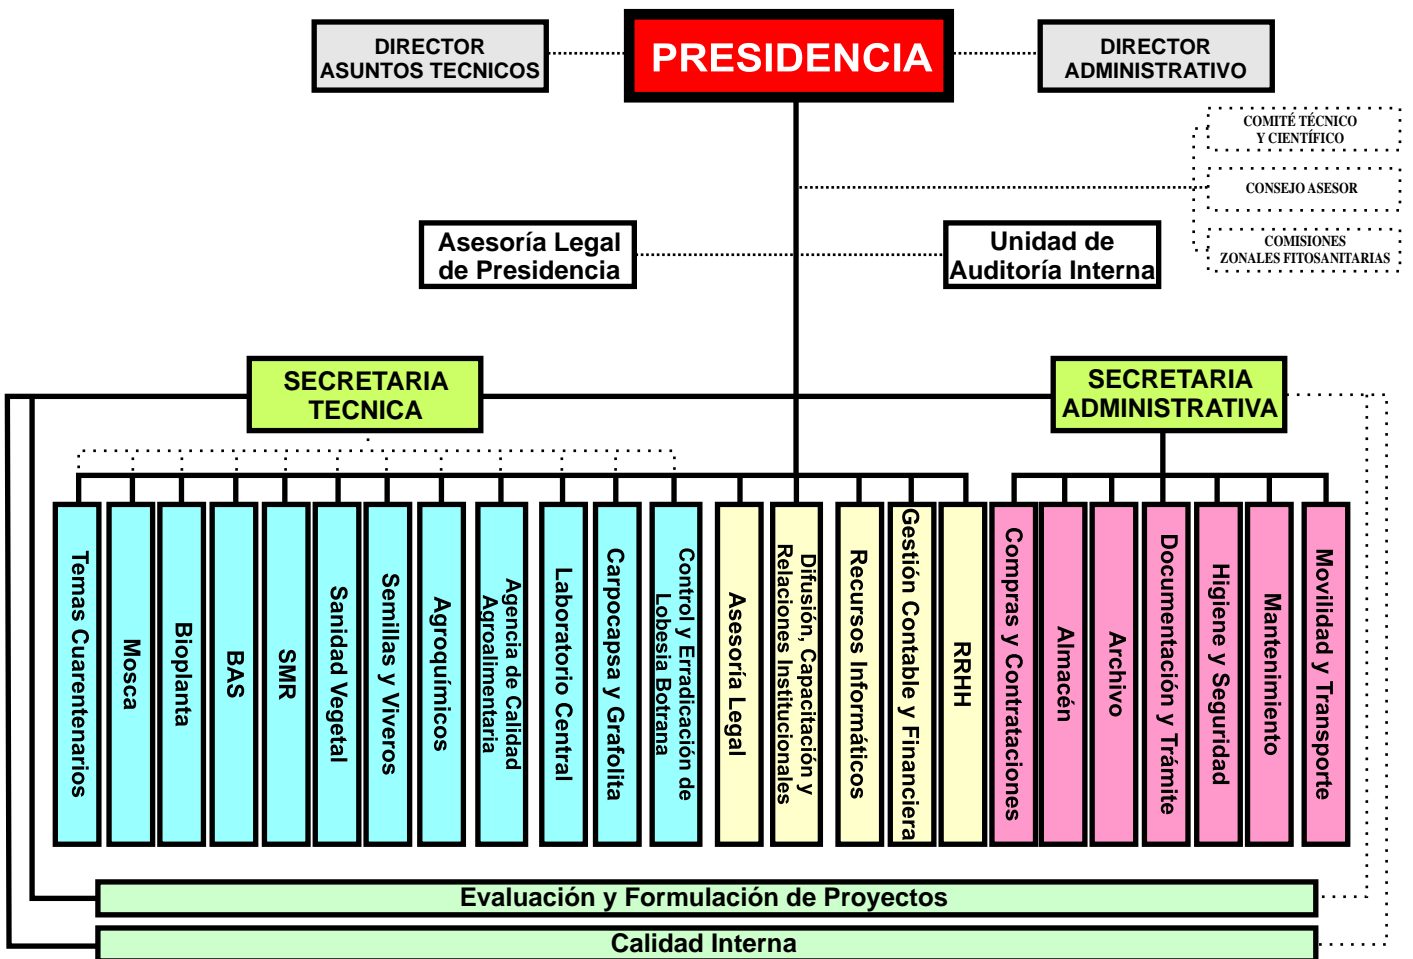 DIRECTOR
ASUNTOS TECNICOS
PRESIDENCIA
DIRECTOR
ADMINISTRATIVO
COMITÉ TÉCNICO
Y CIENTÍFICO
CONSEJO ASESOR
COMISIONES
ZONALES FITOSANITARIAS
Asesoría Legal
de Presidencia
Unidad de
Auditoría Interna
SECRETARIA
TECNICA
SECRETARIA
ADMINISTRATIVA
Temas Cuarentenarios
Mosca
Bioplanta
BAS
SMR
Sanidad Vegetal
Semillas y Viveros
Agroquímicos
Agencia de Calidad
Agroalimentaria
Laboratorio Central
Carpocapsa y Grafolita
Control y Erradicación de
Lobesia Botrana
Asesoría Legal
Difusión, Capacitación y
Relaciones Institucionales
Recursos Informáticos
Gestión Contable y Financiera
RRHH
Compras y Contrataciones
Almacén
Archivo
Documentación y Trámite
Higiene y Seguridad
Mantenimiento
Movilidad y Transporte
Evaluación y Formulación de Proyectos
Calidad Interna